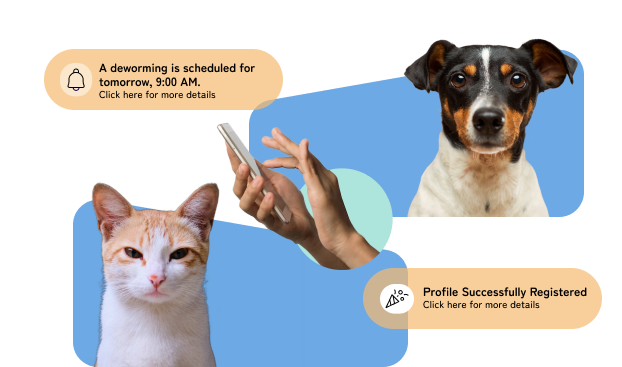 A deworming is scheduled for
tomorrow, 9:00 AM.
Click here for more details
Profile Successfully Registered
Click here for more details